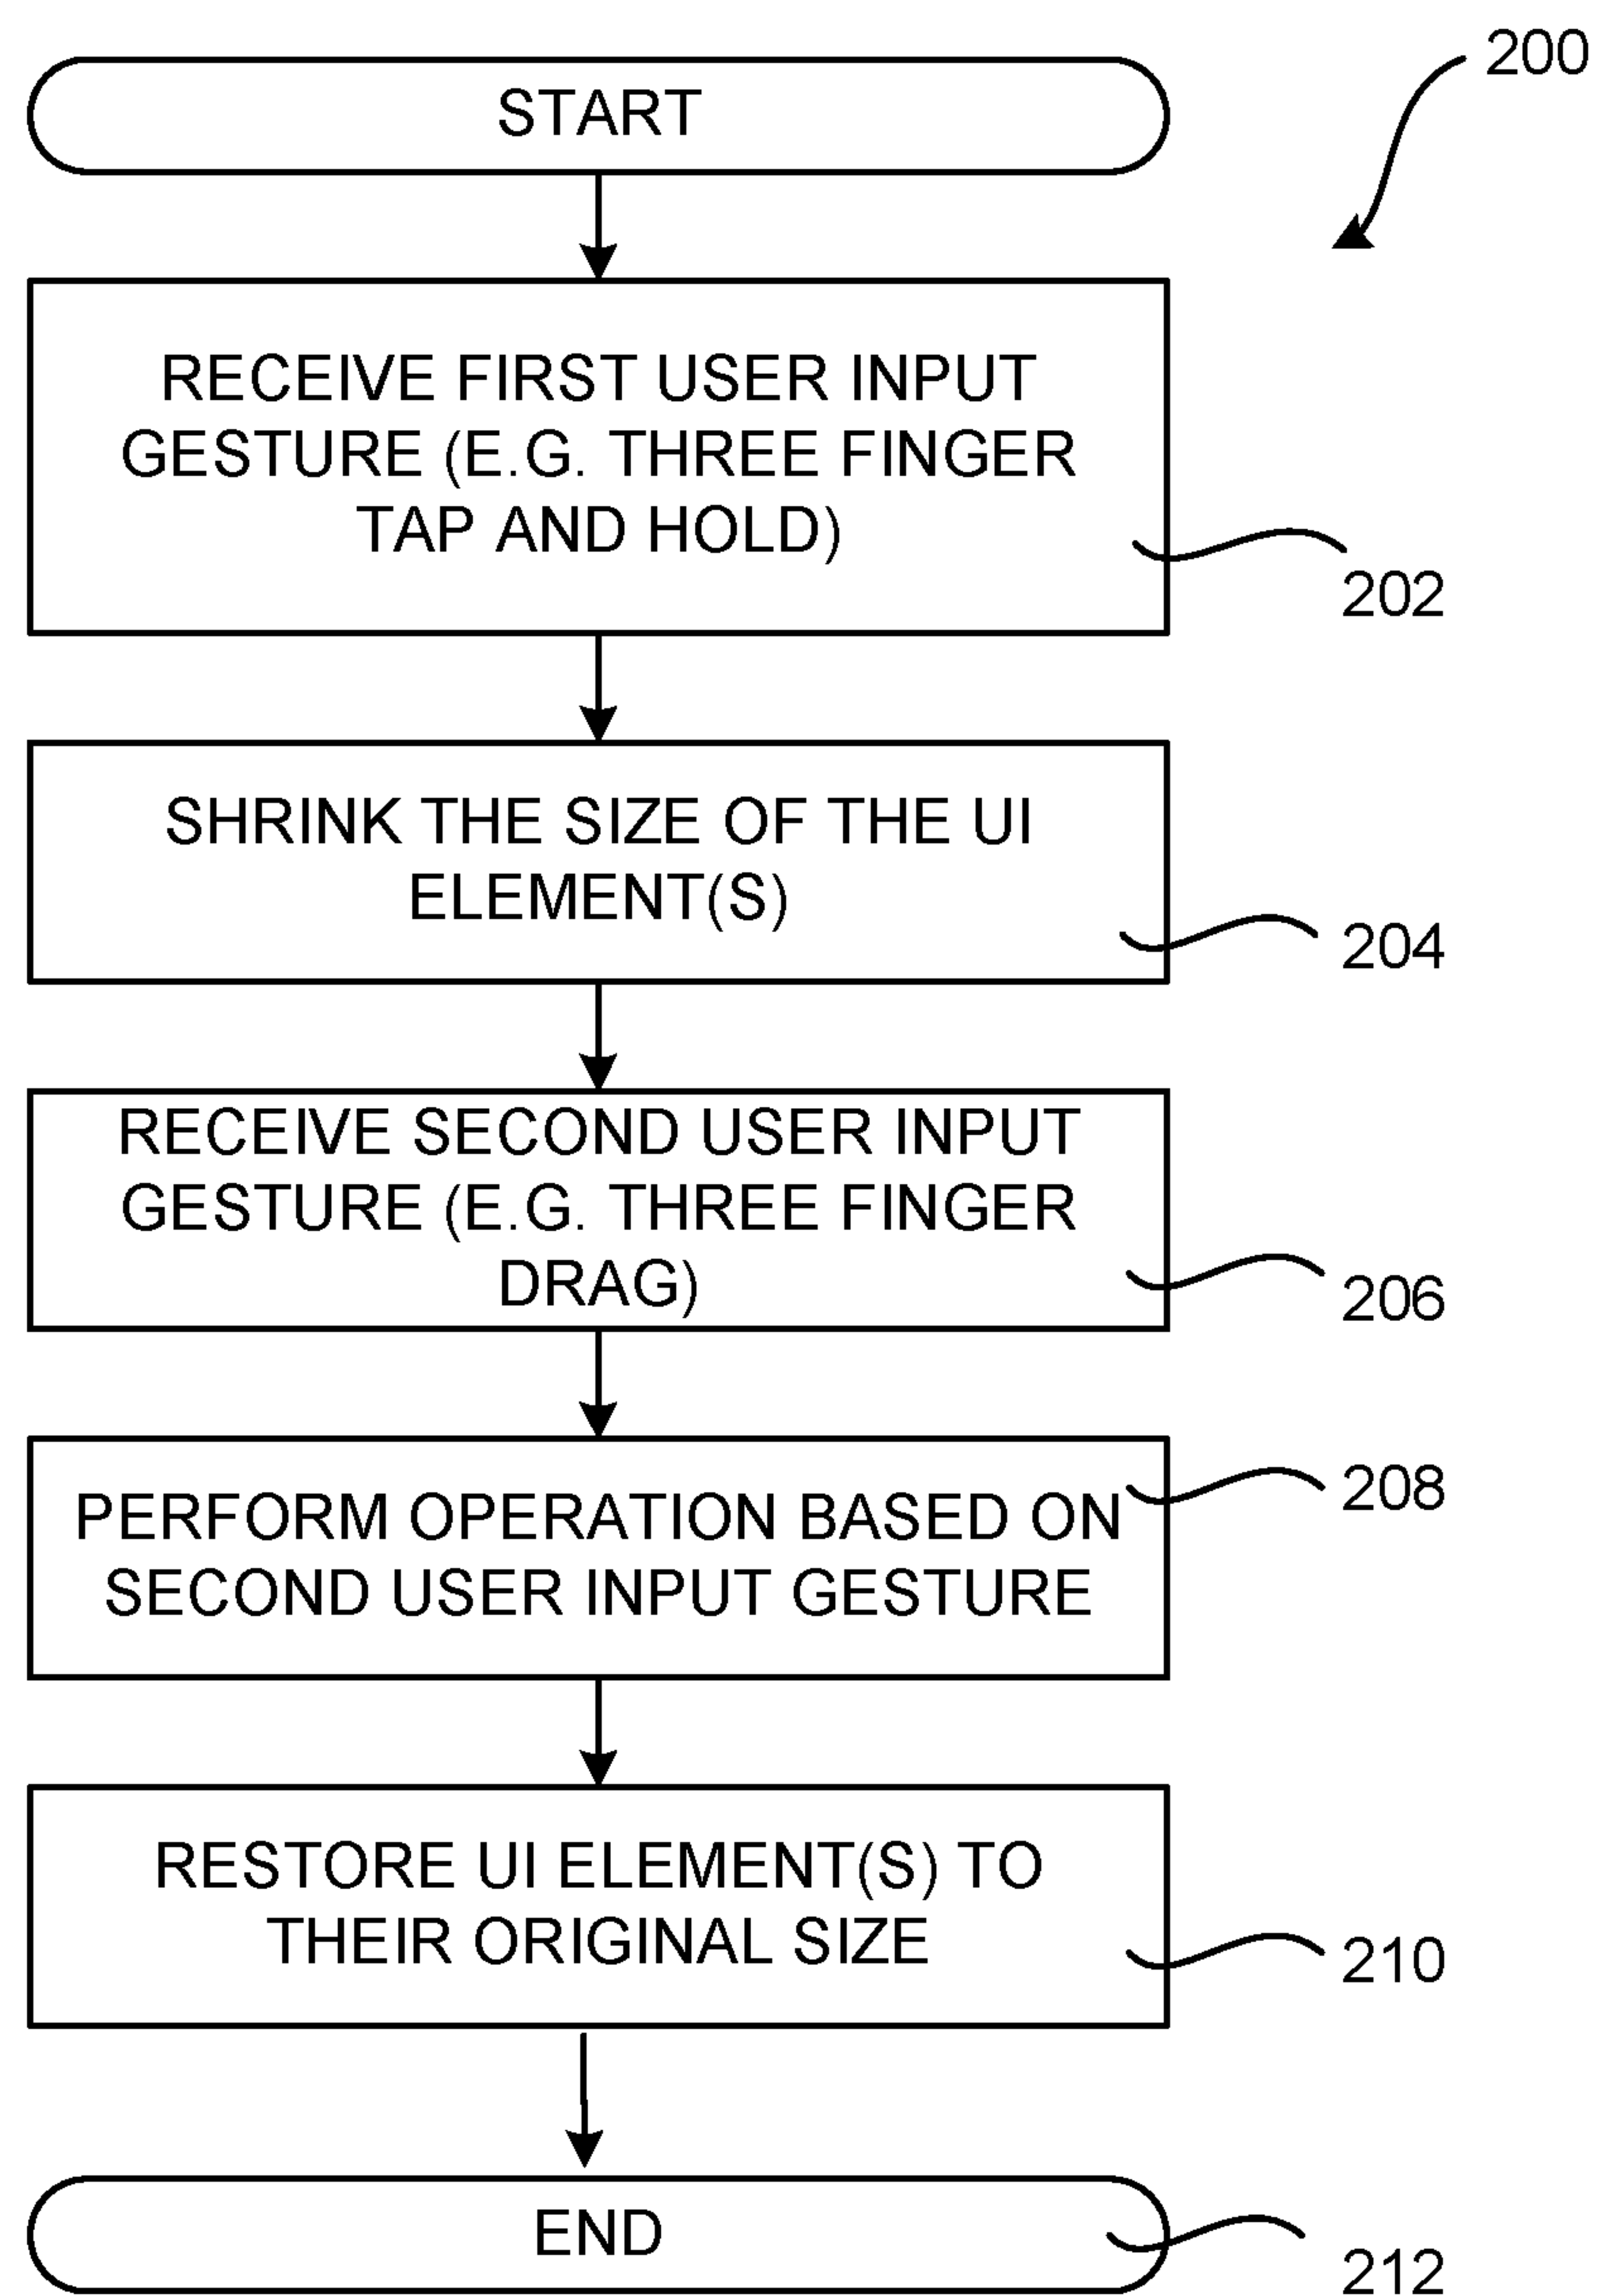 200
START
RECEIVE FIRST USER INPUT
GESTURE (E.G. THREE FINGER
TAP AND HOLD)
202
SHRINK THE SIZE OF THE UI
ELEMENT(S)
204
RECEIVE SECOND USER INPUT
GESTURE (E.G. THREE FINGER
DRAG)
206
PERFORM OPERATION BASED ON
SECOND USER INPUT GESTURE
208
RESTORE UI ELEMENT(S) TO
THEIR ORIGINAL SIZE
210
END
212